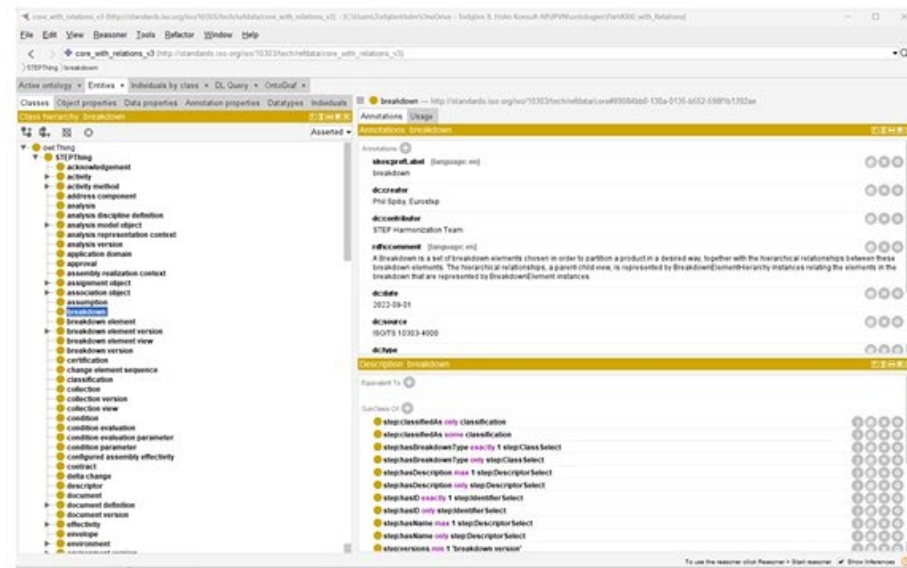 File Edit View Reasoner Tools Refactor Window Help
core_with_relations_v3 (http://standards.iso.org/iso/10303/tech/refdata/core_with_relations_v3)
STEPThing breakdown
Active ontology × Entities × Individuals by class × DL Query × OntoGraf ×
Classes Object properties Data properties Annotation properties Datatypes Individuals
Class hierarchy: breakdown
Asserted
owl:Thing
STEPThing
acknowledgement
activity
activity method
address component
analysis
analysis discipline definition
analysis model object
analysis representation context
analysis version
application domain
approval
assembly realization context
assignment object
association object
assumption
breakdown
breakdown element
breakdown element version
breakdown element view
breakdown version
certification
change element sequence
classification
collection
collection version
collection view
condition
condition evaluation
condition evaluation parameter
condition parameter
configured assembly effectivity
contract
delta change
descriptor
document
document definition
document version
effectivity
envelope
environment
breakdown —
Annotations Usage
Annotations: breakdown
Annotations
skos:prefLabel [language: en]
breakdown
dc:creator
Phil Spiby, Eurostep
dc:contributor
STEP Harmonization Team
rdfs:comment [language: en]
A Breakdown is a set of breakdown elements chosen in order to partition a product in a desired way, together with the hierarchical relationships between these
breakdown elements. The hierarchical relationships, a parent-child view, is represented by BreakdownElementHierarchy instances relating the elements in the
breakdown that are represented by BreakdownElement instances.
dc:date
2022-09-01
dc:source
ISO/TS 10303-4000
dc:type
Description: breakdown
Equivalent To
SubClass Of
step:classifiedAs only classification
step:classifiedAs some classification
step:hasBreakdownType exactly 1 step:ClassSelect
step:hasBreakdownType only step:ClassSelect
step:hasDescription max 1 step:DescriptorSelect
step:hasDescription only step:DescriptorSelect
step:hasID exactly 1 step:IdentifierSelect
step:hasID only step:IdentifierSelect
step:hasName max 1 step:DescriptorSelect
step:hasName only step:DescriptorSelect
step:versions min 1 'breakdown version'
To use the reasoner click Reasoner > Start reasoner Show Inferences